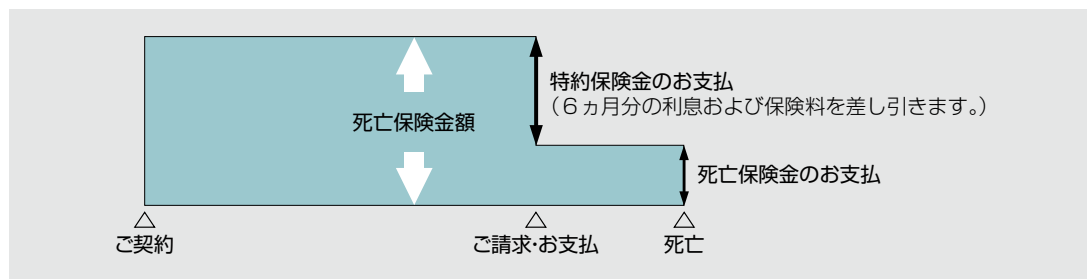 特約保険金のお支払
（6ヵ月分の利息および保険料を差し引きます。）
死亡保険金額
死亡保険金のお支払
△
△
△
ご契約
ご請求・お支払
死亡